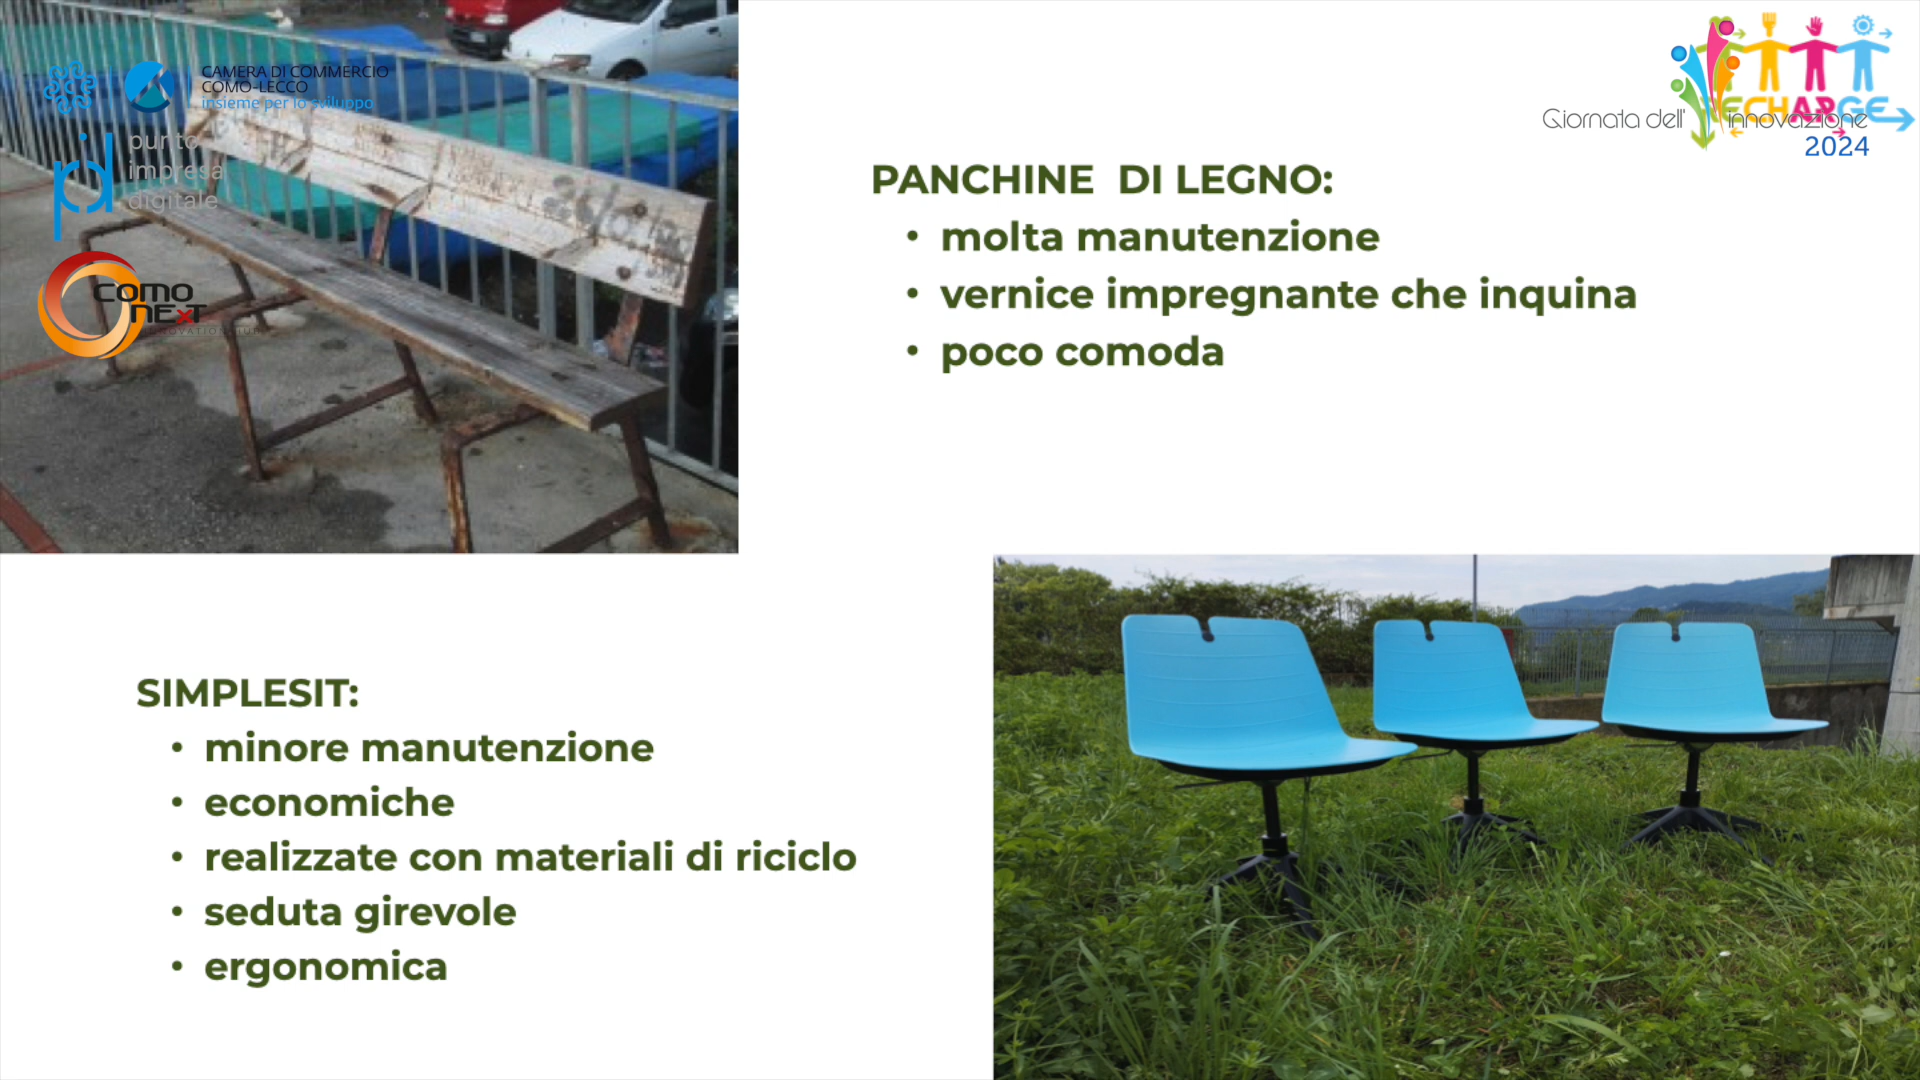 CAMERA DI COMMERCIO
COMO-LECCO
insieme per lo sviluppo
punto
impresa
digitale
COMO
NExT
Giornata dell'innovazione
2024
ECHARGE
PANCHINE DI LEGNO:
• molta manutenzione
• vernice impregnante che inquina
• poco comoda
SIMPLESIT:
• minore manutenzione
• economiche
• realizzate con materiali di riciclo
• seduta girevole
• ergonomica